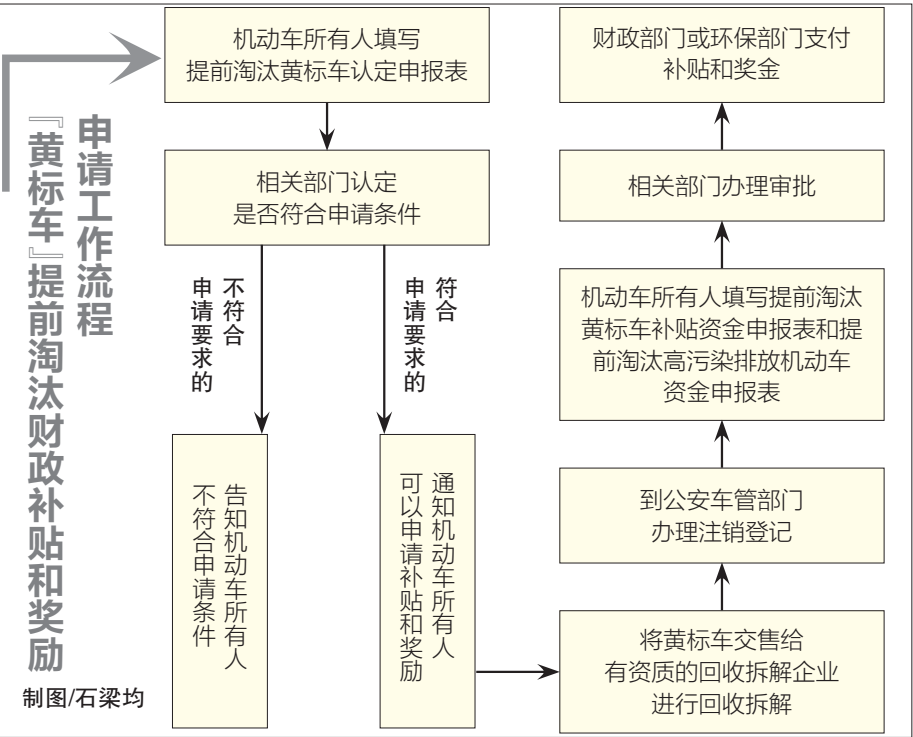 『黄标车』提前淘汰财政补贴和奖励
申请工作流程
制图/石梁均
机动车所有人填写
提前淘汰黄标车认定申报表
相关部门认定
是否符合申请条件
不符合
申请要求的
符合
申请要求的
告知机动车所有人
不符合申请条件
通知机动车所有人
可以申请补贴和奖励
将黄标车交售给
有资质的回收拆解企业
进行回收拆解
到公安车管部门
办理注销登记
机动车所有人填写提前淘汰
黄标车补贴资金申报表和提
前淘汰高污染排放机动车
资金申报表
相关部门办理审批
财政部门或环保部门支付
补贴和奖金